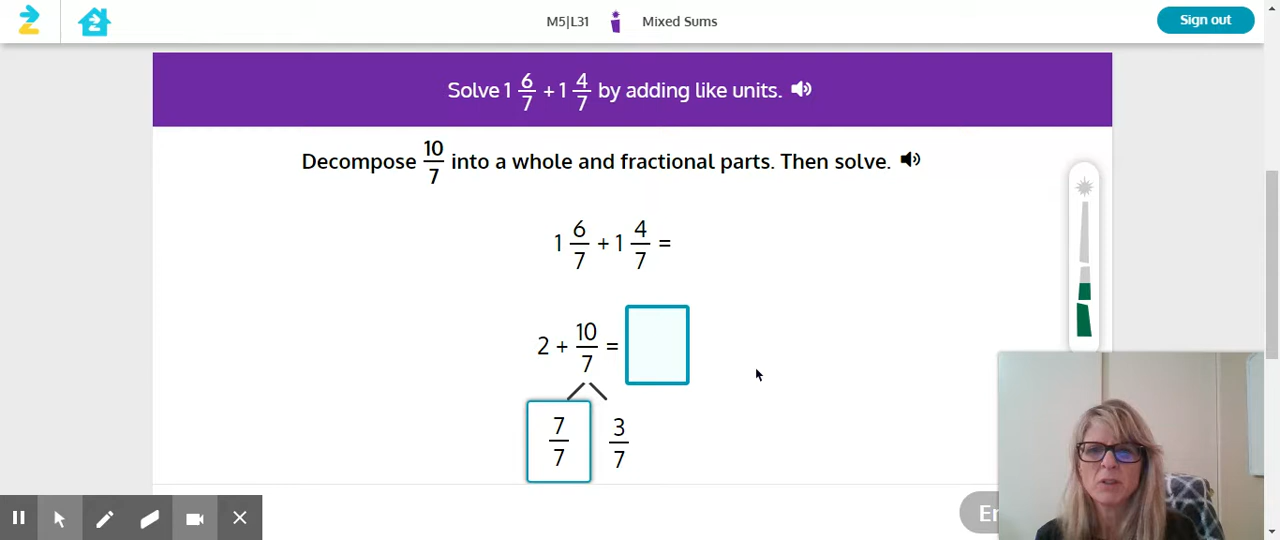 M5|L31 Mixed Sums Sign out
Solve 1 6/7 + 1 4/7 by adding like units.
Decompose 10/7 into a whole and fractional parts. Then solve.
1 6/7 + 1 4/7 =
2 + 10/7 =
7/7 3/7